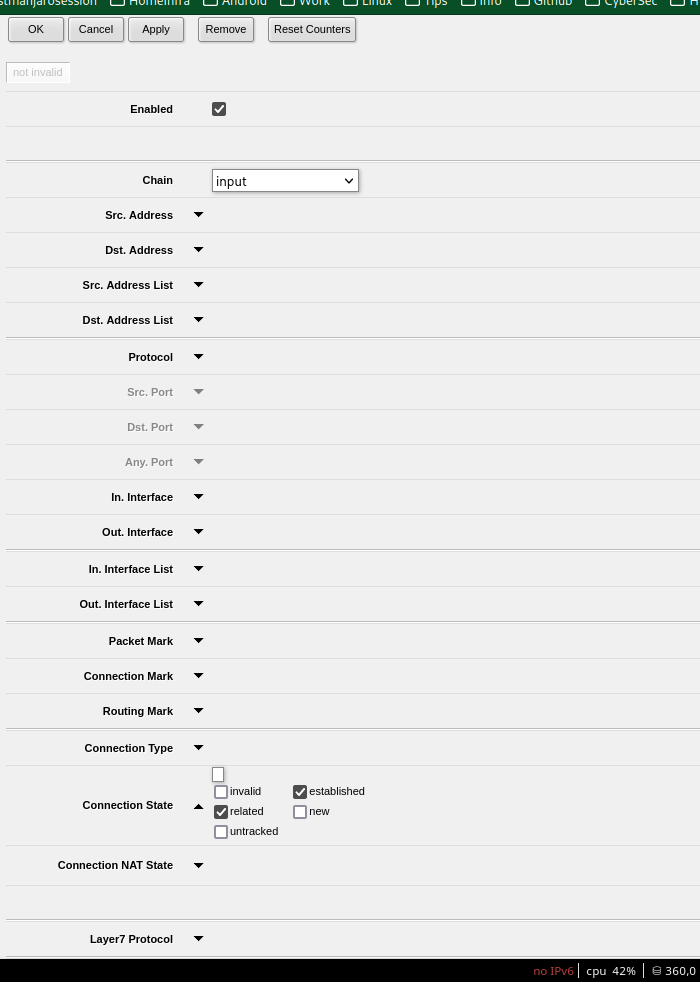 stmanjarosession HomeInfra Android Work Linux Tips Info Github CyberSec H
OK Cancel Apply Remove Reset Counters
not invalid
Enabled
Chain input
Src. Address
Dst. Address
Src. Address List
Dst. Address List
Protocol
Src. Port
Dst. Port
Any. Port
In. Interface
Out. Interface
In. Interface List
Out. Interface List
Packet Mark
Connection Mark
Routing Mark
Connection Type
invalid established
Connection State related new
untracked
Connection NAT State
Layer7 Protocol
no IPv6 cpu 42% 360,0